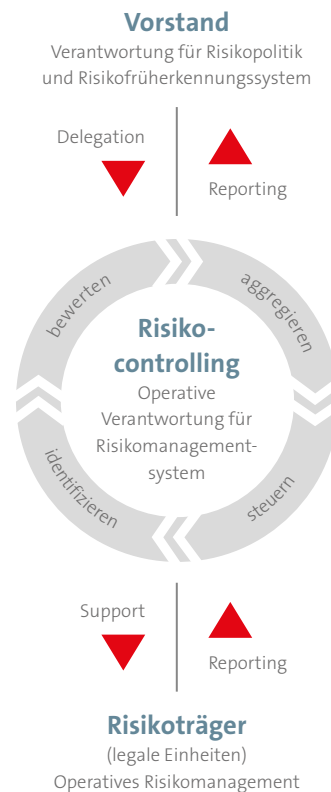 Vorstand
Verantwortung für Risikopolitik
und Risikofrüherkennungssystem
Delegation
Reporting
bewerten
aggregieren
Risiko-
controlling
Operative
Verantwortung für
Risikomanagement-
system
identifizieren
steuern
Support
Reporting
Risikoträger
(legale Einheiten)
Operatives Risikomanagement